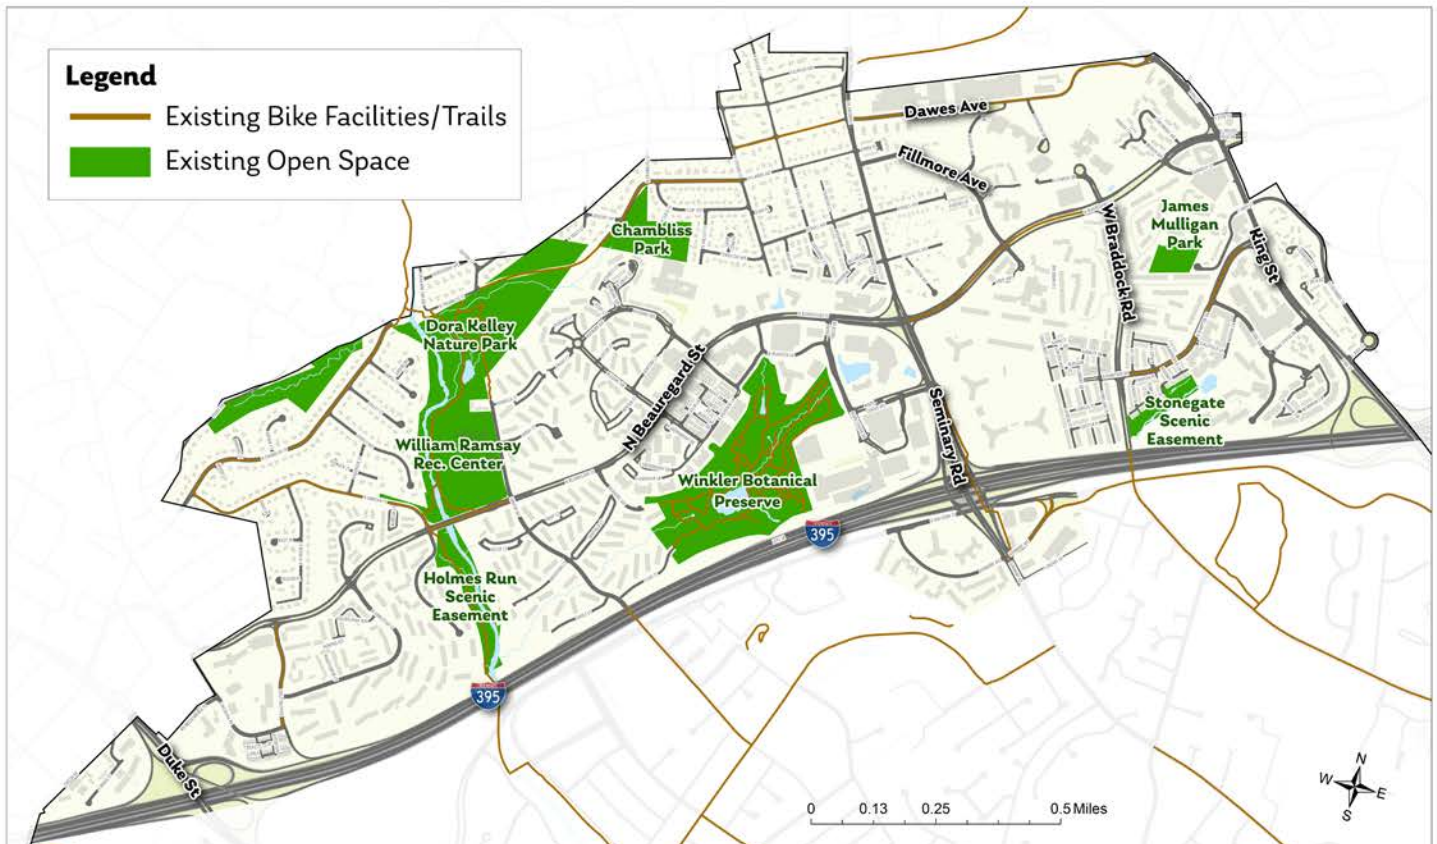 Legend
Existing Bike Facilities/Trails
Existing Open Space
Dawes Ave
Fillmore Ave
James
Mulligan
Park
Chambliss
Park
W Braddock Rd
King St
Dora Kelley
Nature Park
N Beauregard St
Seminary Rd
Stonegate
Scenic
Easement
William Ramsay
Rec. Center
Winkler Botanical
Preserve
395
Holmes Run
Scenic
Easement
395
Duke St
N
W
E
S
0 0.13 0.25 0.5 Miles